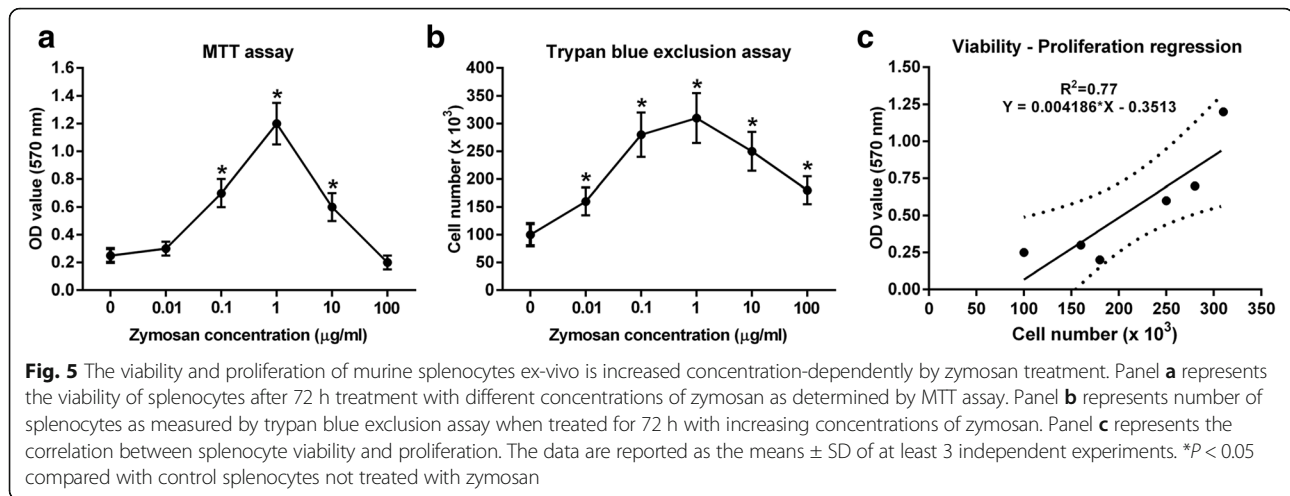 a
MTT assay
OD value (570 nm)
1.6
1.4
1.2
1.0
0.8
0.6
0.4
0.2
0.0
*
*
*
0 0.01 0.1 1 10 100
Zymosan concentration (μg/ml)
b
Trypan blue exclusion assay
Cell number (x 10³)
400
350
300
250
200
150
100
50
0
*
*
*
*
*
0 0.01 0.1 1 10 100
Zymosan concentration (μg/ml)
c
Viability - Proliferation regression
R²=0.77
Y = 0.004186*X - 0.3513
OD value (570 nm)
1.50
1.25
1.00
0.75
0.50
0.25
0.00
0 50 100 150 200 250 300 350
Cell number (x 10³)
Fig. 5 The viability and proliferation of murine splenocytes ex-vivo is increased concentration-dependently by zymosan treatment. Panel a represents
the viability of splenocytes after 72 h treatment with different concentrations of zymosan as determined by MTT assay. Panel b represents number of
splenocytes as measured by trypan blue exclusion assay when treated for 72 h with increasing concentrations of zymosan. Panel c represents the
correlation between splenocyte viability and proliferation. The data are reported as the means ± SD of at least 3 independent experiments. *P < 0.05
compared with control splenocytes not treated with zymosan